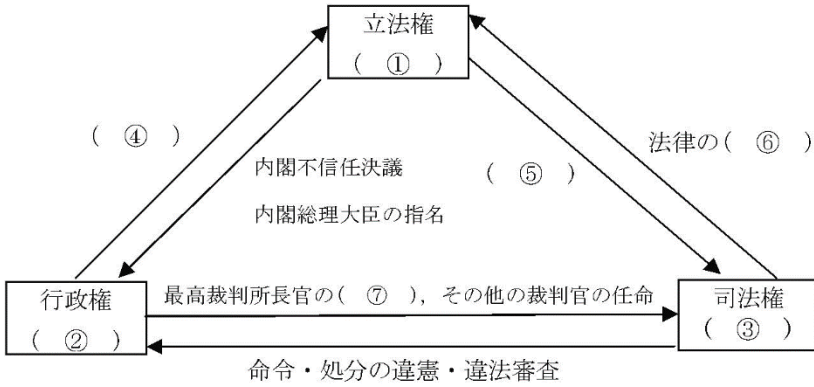 立法権
( ① )
( ④ )
法律の( ⑥ )
内閣不信任決議
( ⑤ )
内閣総理大臣の指名
行政権
( ② )
最高裁判所長官の( ⑦ ),その他の裁判官の任命
司法権
( ③ )
命令・処分の違憲・違法審査